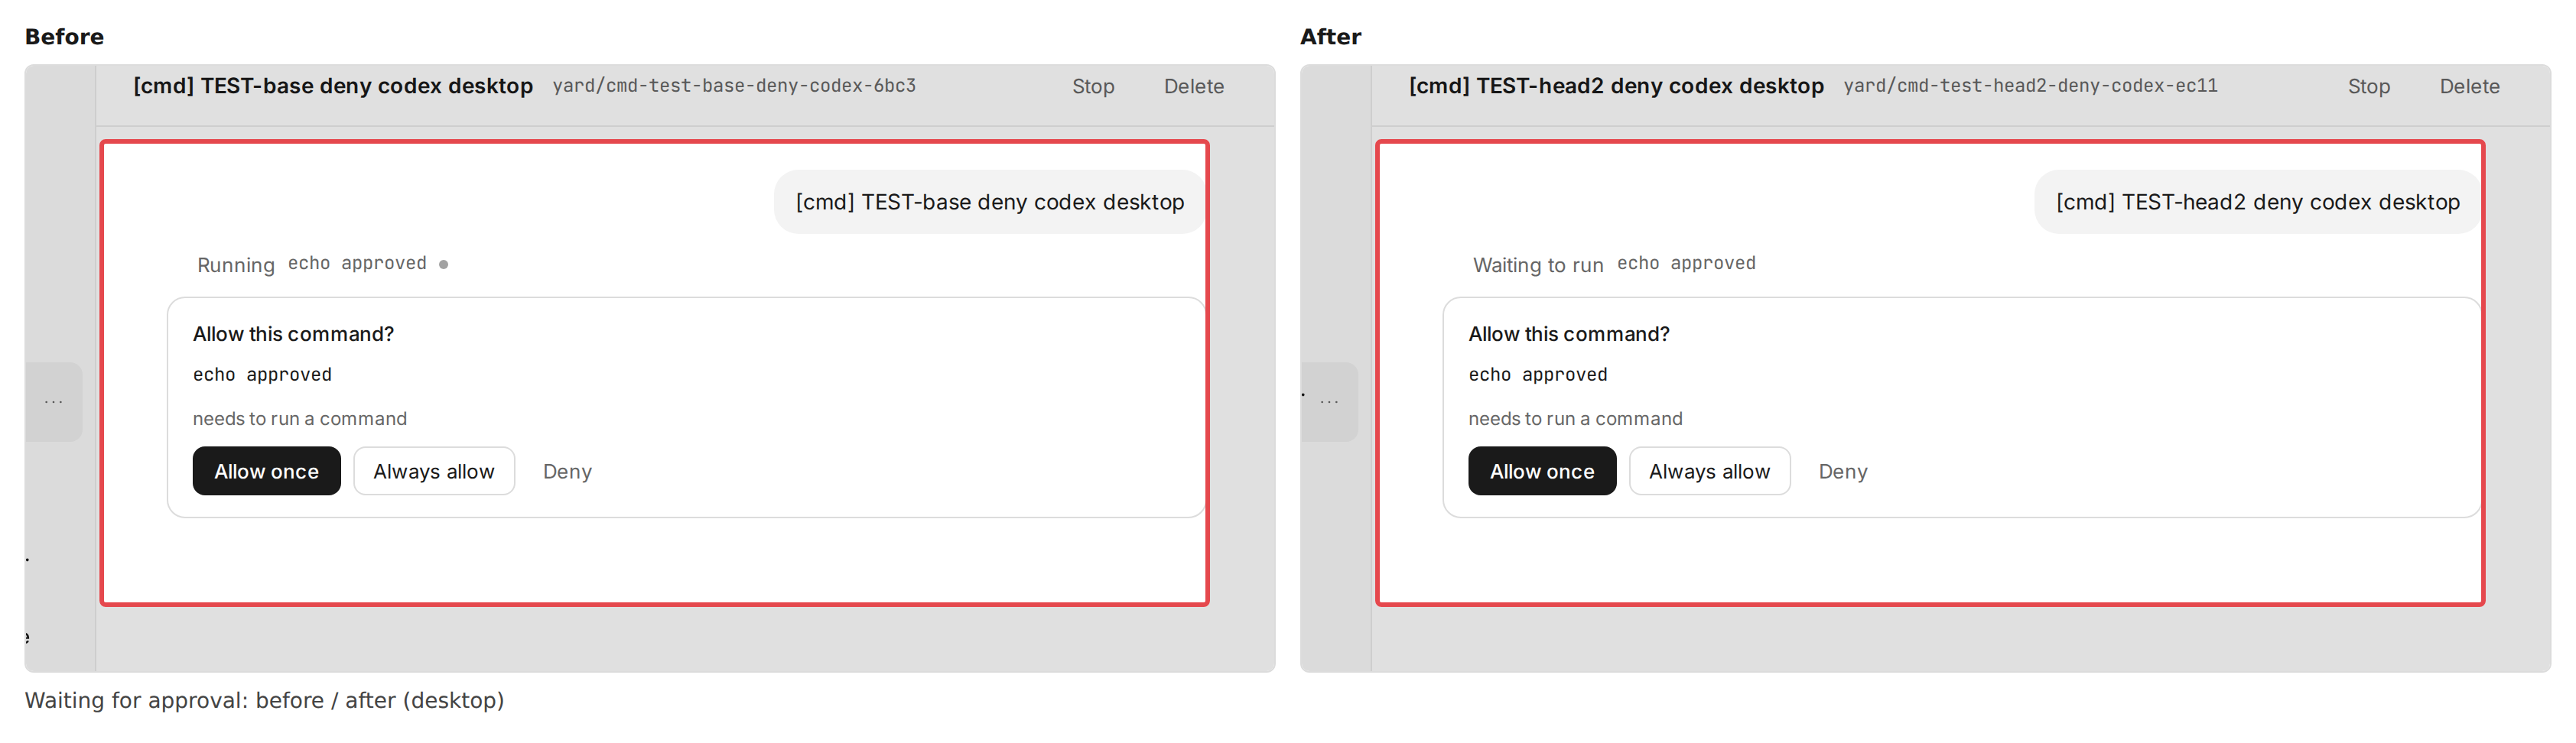 Before
[cmd] TEST-base deny codex desktop yard/cmd-test-base-deny-codex-6bc3 Stop Delete
[cmd] TEST-base deny codex desktop
Running echo approved
Allow this command?
echo approved
needs to run a command
Allow once Always allow Deny
...
After
[cmd] TEST-head2 deny codex desktop yard/cmd-test-head2-deny-codex-ec11 Stop Delete
[cmd] TEST-head2 deny codex desktop
Waiting to run echo approved
Allow this command?
echo approved
needs to run a command
Allow once Always allow Deny
...
Waiting for approval: before / after (desktop)